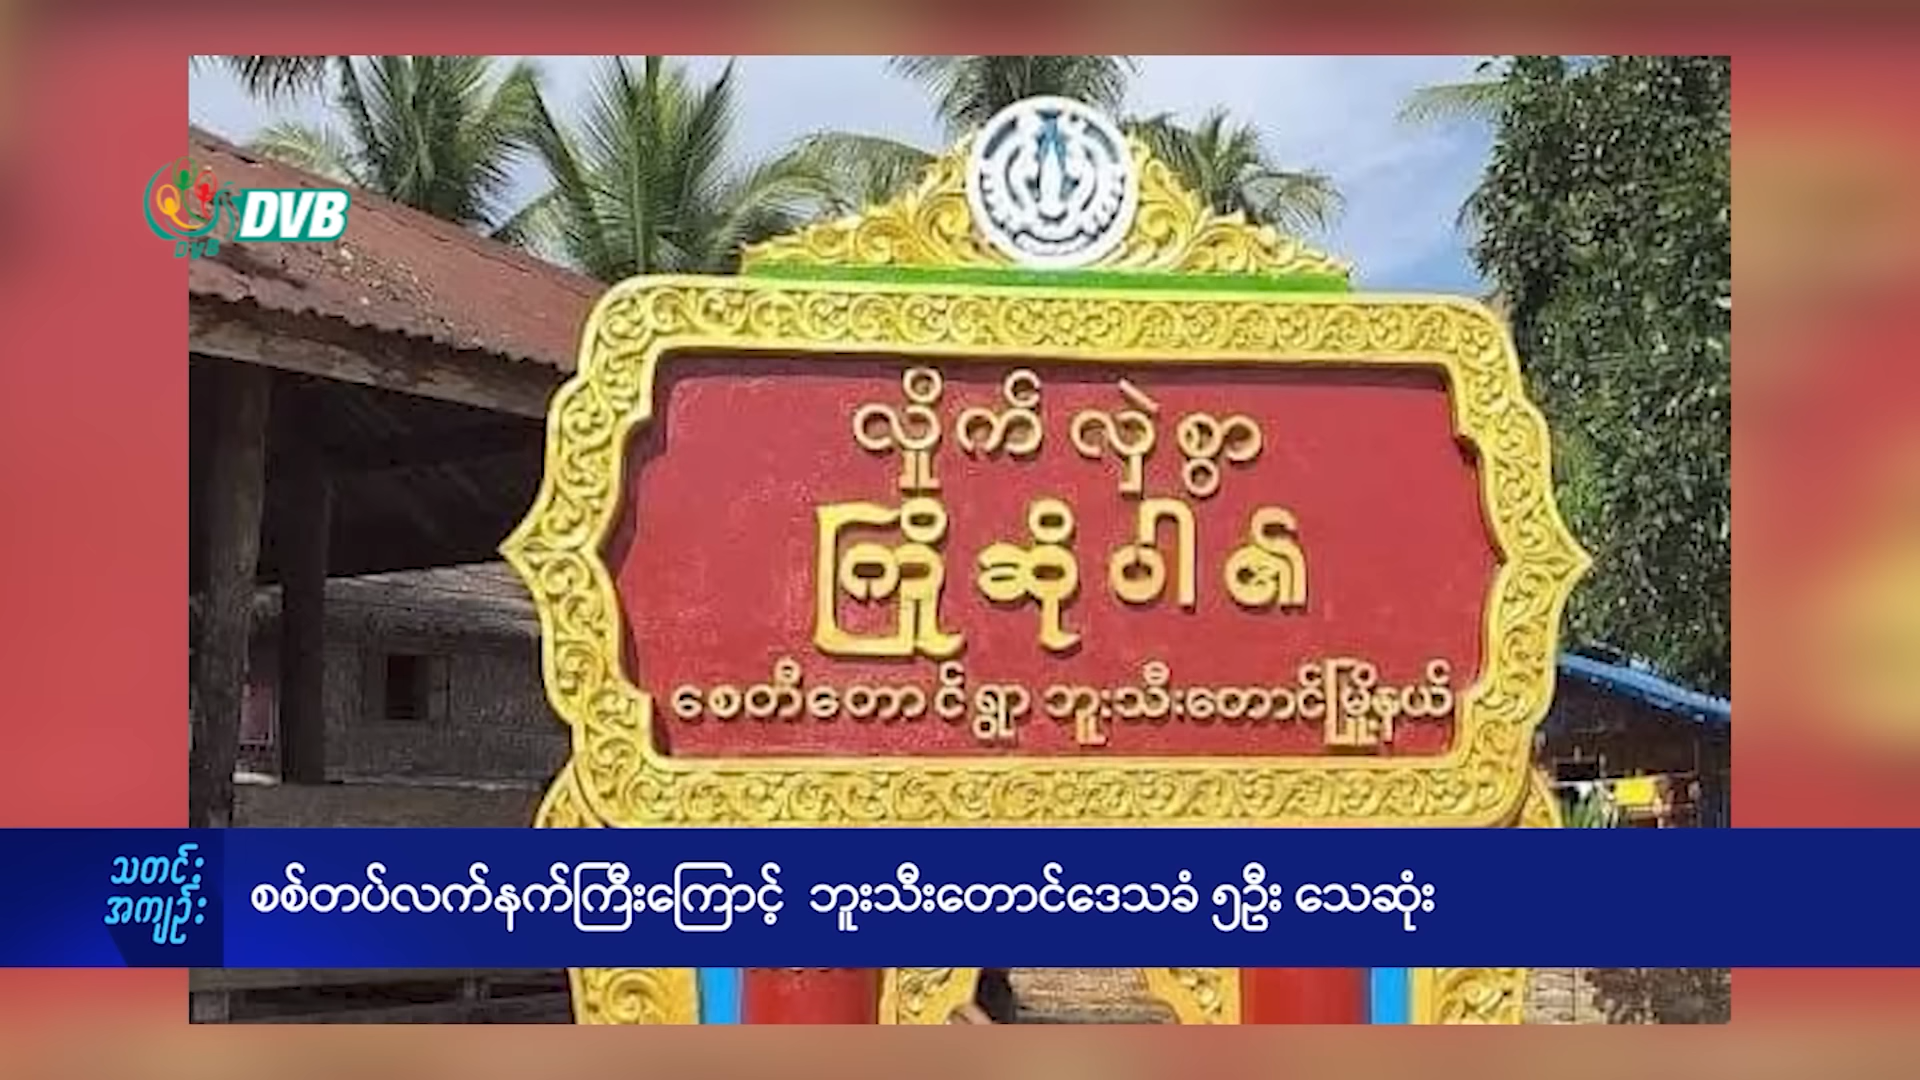 DVB
DVB
လှိုက်လှဲစွာ
ကြိုဆိုပါ၏
စေတီတောင်ရွာ ဘူးသီးတောင်မြို့နယ်
သတင်း
အကျဉ်း
စစ်တပ်လက်နက်ကြီးကြောင့် ဘူးသီးတောင်ဒေသခံ ၅ဦး သေဆုံး